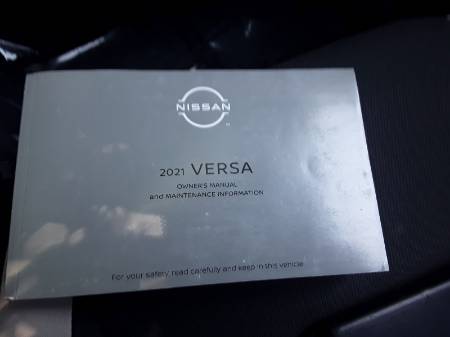 NISSAN
2021 VERSA
OWNER'S MANUAL
and MAINTENANCE INFORMATION
For your safety, read carefully and keep in this vehicle.